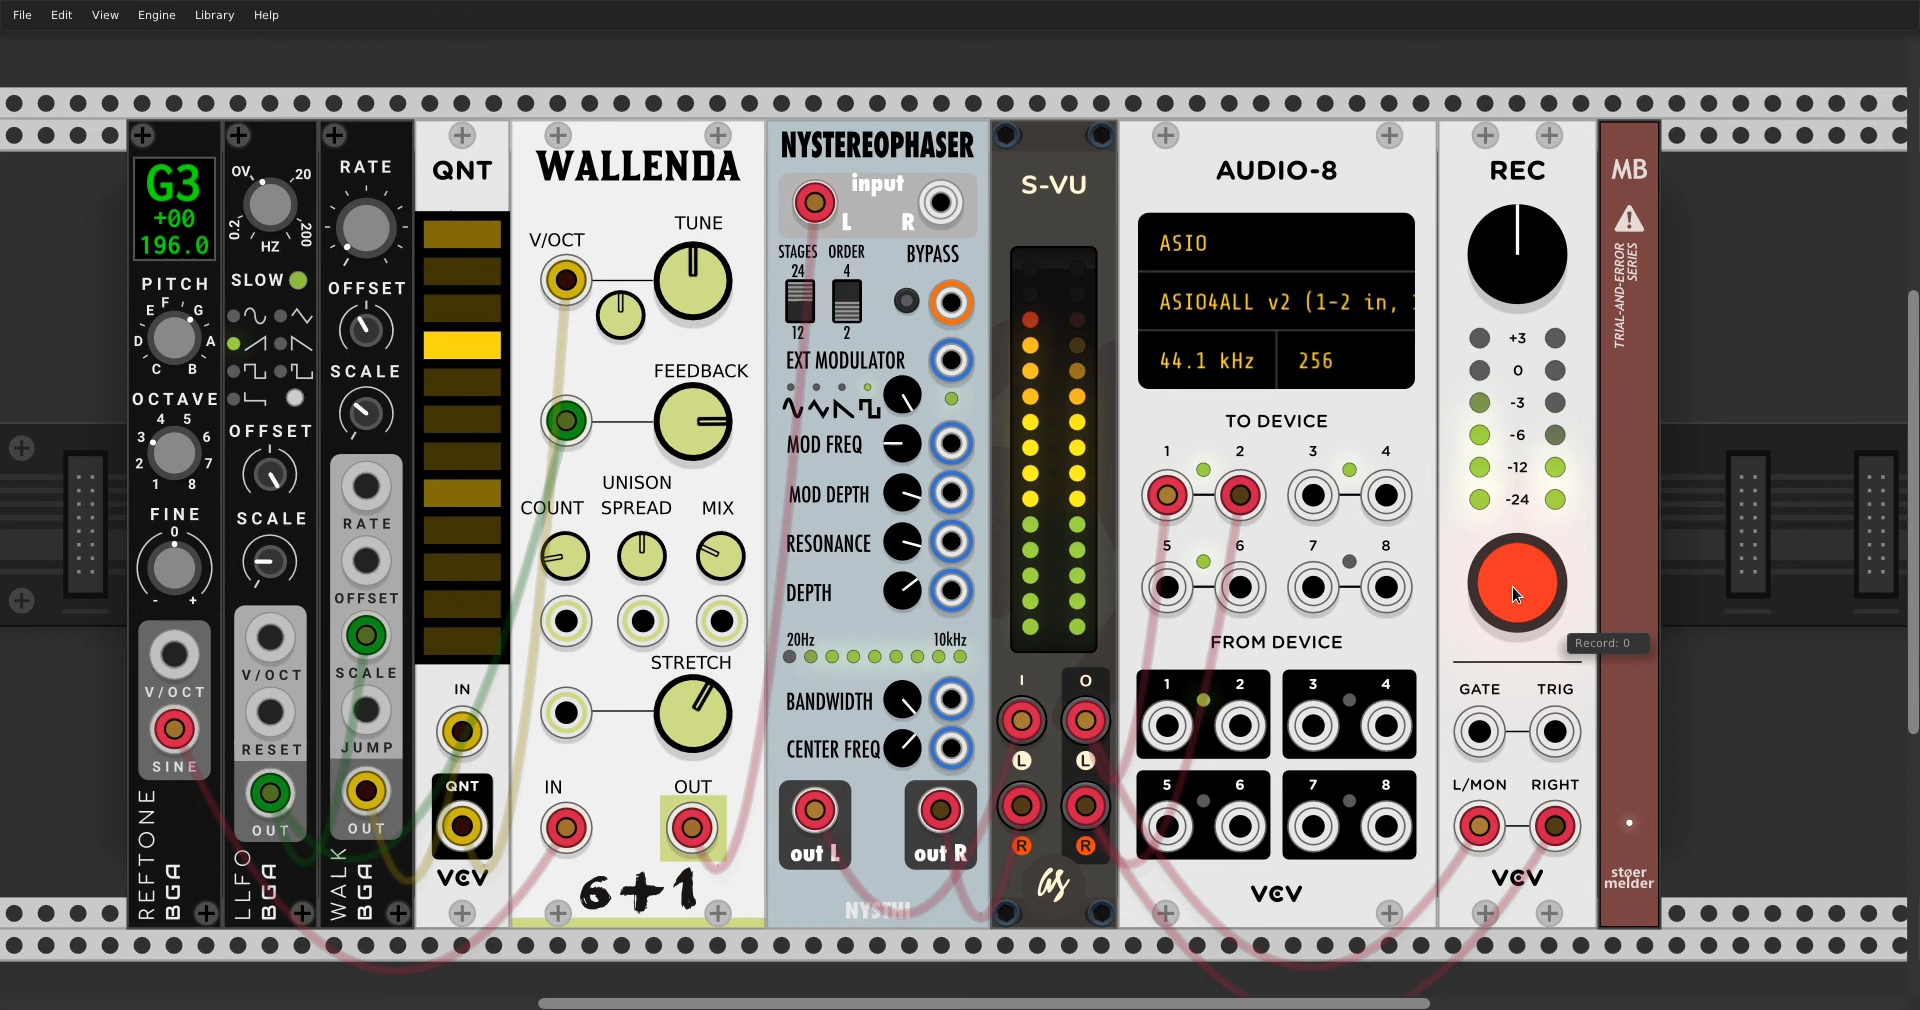 File Edit View Engine Library Help
G3
+00
196.0
PITCH
E F G
D A
C B
OCTAVE
4 5
3 6
2 7
1 8
FINE
0
- +
V/OCT
SINE
REFTONE
BGA
OV 20
0.2 200
HZ
SLOW
OFFSET
SCALE
V/OCT
RESET
OUT
LLFO
BGA
RATE
OFFSET
SCALE
RATE
OFFSET
SCALE
JUMP
OUT
WALK
BGA
QNT
IN
QNT
VCV
WALLENDA
TUNE
V/OCT
FEEDBACK
UNISON
COUNT SPREAD MIX
STRETCH
IN OUT
6+1
NYSTEREOPHASER
input
L R
STAGES ORDER BYPASS
24 4
12 2
EXT MODULATOR
MOD FREQ
MOD DEPTH
RESONANCE
DEPTH
20Hz 10kHz
BANDWIDTH
CENTER FREQ
out L out R
NYSTHI
S-VU
I O
L L
R R
as
AUDIO-8
ASIO
ASIO4ALL v2 (1-2 in,
44.1 kHz 256
TO DEVICE
1 2 3 4
5 6 7 8
FROM DEVICE
1 2 3 4
5 6 7 8
VCV
REC
+3
0
-3
-6
-12
-24
Record: 0
GATE TRIG
L/MON RIGHT
VCV
MB
TRIAL-AND-ERROR
SERIES
støer
melder